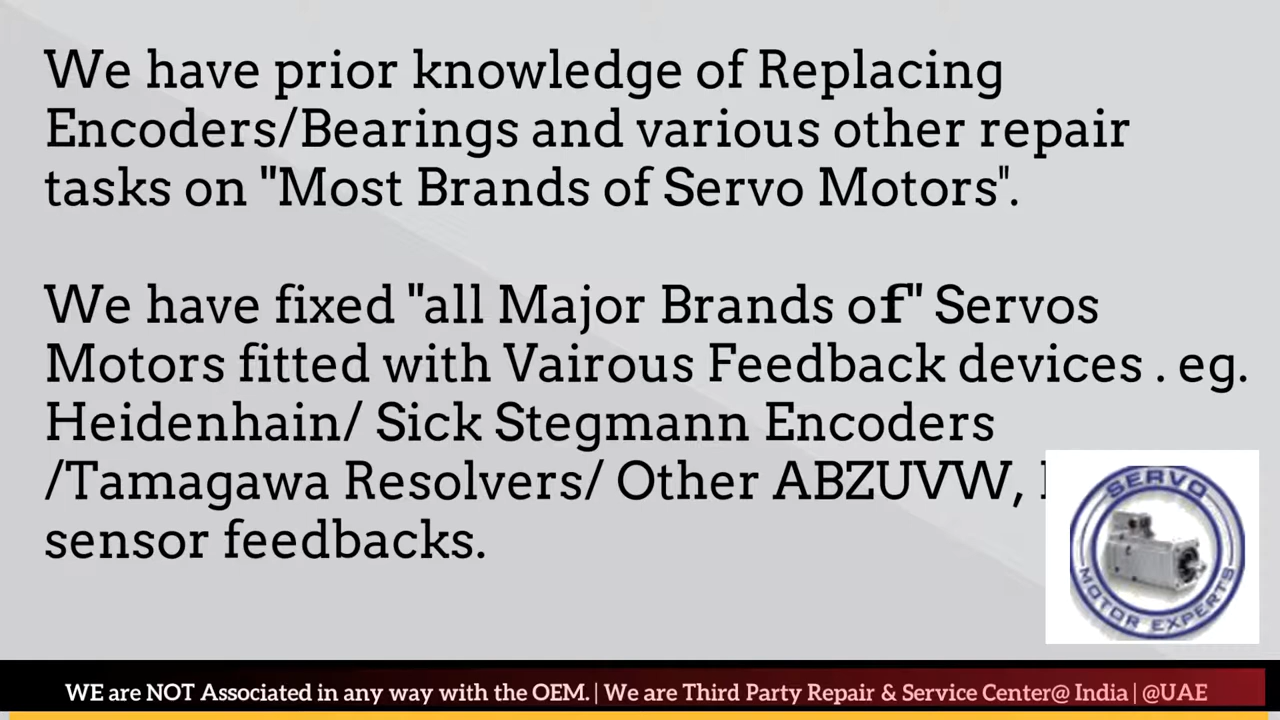 We have prior knowledge of Replacing
Encoders/Bearings and various other repair
tasks on "Most Brands of Servo Motors".
We have fixed "all Major Brands of" Servos
Motors fitted with Vairous Feedback devices . eg.
Heidenhain/ Sick Stegmann Encoders
/Tamagawa Resolvers/ Other ABZUVW,
sensor feedbacks.
SERVO
MOTOR EXPERTS
WE are NOT Associated in any way with the OEM. | We are Third Party Repair & Service Center@ India | @UAE